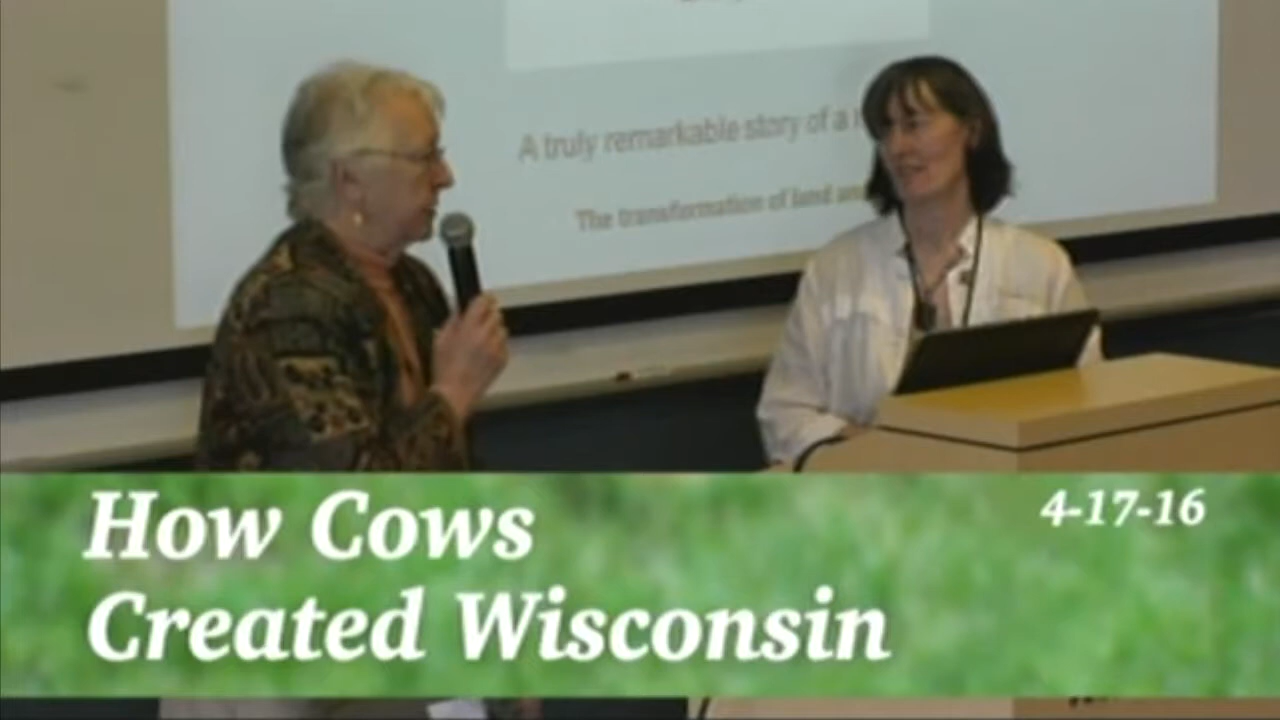 A truly remarkable story of a
The transformation of land
How Cows
Created Wisconsin
4-17-16